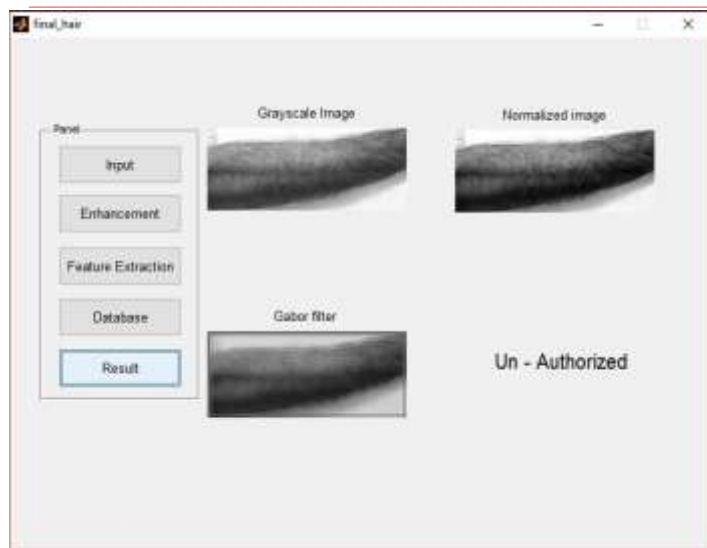 final_hair
Panel
Input
Enhancement
Feature Extraction
Database
Result
Grayscale Image
Normalized image
Gabor filter
Un - Authorized